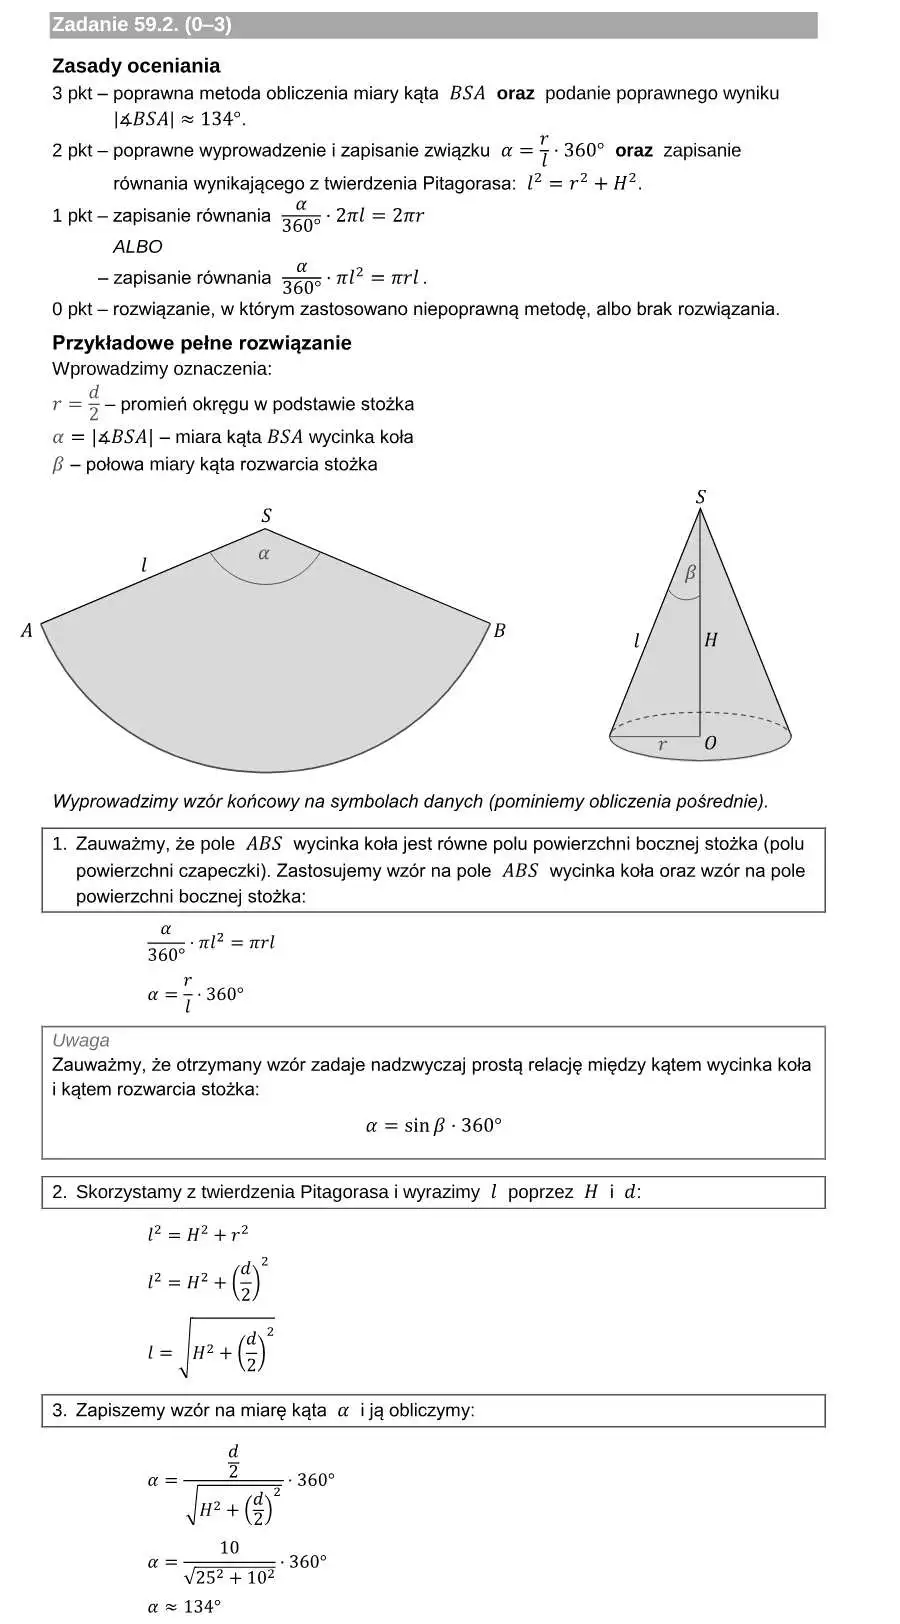 Zadanie 59.2. (0–3)
Zasady oceniania
3 pkt – poprawna metoda obliczenia miary kąta BSA oraz podanie poprawnego wyniku
|∡BSA| ≈ 134°.
2 pkt – poprawne wyprowadzenie i zapisanie związku α = r/l · 360° oraz zapisanie
równania wynikającego z twierdzenia Pitagorasa: l² = r² + H².
1 pkt – zapisanie równania α/360° · 2πl = 2πr
ALBO
– zapisanie równania α/360° · πl² = πrl.
0 pkt – rozwiązanie, w którym zastosowano niepoprawną metodę, albo brak rozwiązania.
Przykładowe pełne rozwiązanie
Wprowadzimy oznaczenia:
r = d/2 – promień okręgu w podstawie stożka
α = |∡BSA| – miara kąta BSA wycinka koła
β – połowa miary kąta rozwarcia stożka
S
α
l
A
B
S
β
l
H
r
O
Wyprowadzimy wzór końcowy na symbolach danych (pominiemy obliczenia pośrednie).
1. Zauważmy, że pole ABS wycinka koła jest równe polu powierzchni bocznej stożka (polu
powierzchni czapeczki). Zastosujemy wzór na pole ABS wycinka koła oraz wzór na pole
powierzchni bocznej stożka:
α/360° · πl² = πrl
α = r/l · 360°
Uwaga
Zauważmy, że otrzymany wzór zadaje nadzwyczaj prostą relację między kątem wycinka koła
i kątem rozwarcia stożka:
α = sin β · 360°
2. Skorzystamy z twierdzenia Pitagorasa i wyrazimy l poprzez H i d:
l² = H² + r²
l² = H² + (d/2)²
l = √(H² + (d/2)²)
3. Zapiszemy wzór na miarę kąta α i ją obliczymy:
α = (d/2)/√(H² + (d/2)²) · 360°
α = 10/√(25² + 10²) · 360°
α ≈ 134°